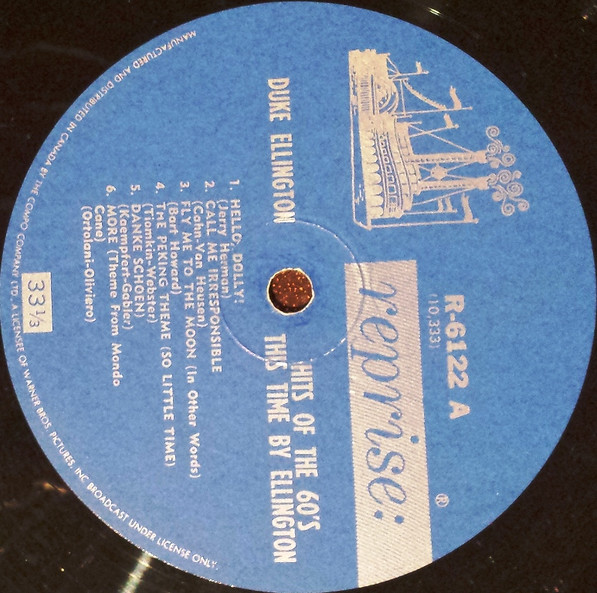 reprise:
®
R-6122 A
(10,333)
DUKE ELLINGTON
HITS OF THE 60'S
THIS TIME BY ELLINGTON
1. HELLO, DOLLY!
(Jerry Herman)
2. CALL ME IRRESPONSIBLE
(Cahn-Van Heusen)
3. FLY ME TO THE MOON (In Other Words)
(Bart Howard)
4. THE PEKING THEME (SO LITTLE TIME)
(Tiomkin-Webster)
5. DANKE SCHOEN
(Kaempfert-Gabler)
6. MORE (Theme From Mondo
Cane)
(Ortolani-Oliviero)
33⅓
MANUFACTURED AND DISTRIBUTED IN CANADA BY THE COMPO COMPANY LTD. A LICENSEE OF WARNER BROS. PICTURES, INC BROADCAST UNDER LICENSE ONLY.